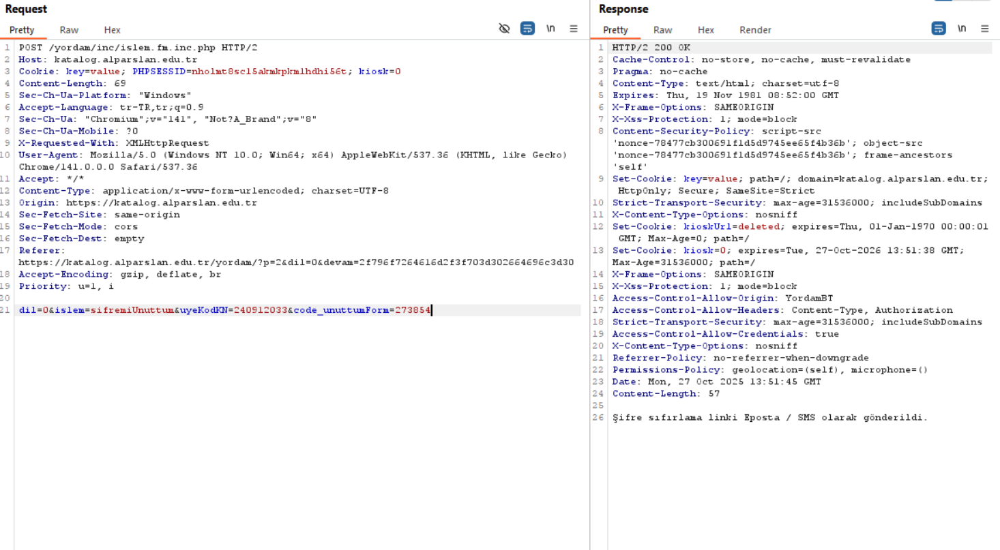 Request
Pretty Raw Hex
\n
1 POST /yordam/inc/islem.fm.inc.php HTTP/2
2 Host: katalog.alparslan.edu.tr
3 Cookie: key=value; PHPSESSID=nholmt8scl5akmkpkmlhdhi56t; kiosk=0
4 Content-Length: 69
5 Sec-Ch-Ua-Platform: "Windows"
6 Accept-Language: tr-TR,tr;q=0.9
7 Sec-Ch-Ua: "Chromium";v="141", "Not?A_Brand";v="8"
8 Sec-Ch-Ua-Mobile: ?0
9 X-Requested-With: XMLHttpRequest
10 User-Agent: Mozilla/5.0 (Windows NT 10.0; Win64; x64) AppleWebKit/537.36 (KHTML, like Gecko)
Chrome/141.0.0.0 Safari/537.36
11 Accept: */*
12 Content-Type: application/x-www-form-urlencoded; charset=UTF-8
13 Origin: https://katalog.alparslan.edu.tr
14 Sec-Fetch-Site: same-origin
15 Sec-Fetch-Mode: cors
16 Sec-Fetch-Dest: empty
17 Referer:
https://katalog.alparslan.edu.tr/yordam/?p=2&dil=0&devam=2f796f7264616d2f3f703d302664696c3d30
18 Accept-Encoding: gzip, deflate, br
19 Priority: u=1, i
20
21 dil=0&islem=sifremiUnuttum&uyeKodKN=240912033&code_unuttumForm=273854
Response
Pretty Raw Hex Render
\n
1 HTTP/2 200 OK
2 Cache-Control: no-store, no-cache, must-revalidate
3 Pragma: no-cache
4 Content-Type: text/html; charset=utf-8
5 Expires: Thu, 19 Nov 1981 08:52:00 GMT
6 X-Frame-Options: SAMEORIGIN
7 X-Xss-Protection: 1; mode=block
8 Content-Security-Policy: script-src
'nonce-78477cb300691f1d5d9745ee65f4b36b'; object-src
'nonce-78477cb300691f1d5d9745ee65f4b36b'; frame-ancestors
'self'
9 Set-Cookie: key=value; path=/; domain=katalog.alparslan.edu.tr;
HttpOnly; Secure; SameSite=Strict
10 Strict-Transport-Security: max-age=31536000; includeSubDomains
11 X-Content-Type-Options: nosniff
12 Set-Cookie: kioskUrl=deleted; expires=Thu, 01-Jan-1970 00:00:01
GMT; Max-Age=0; path=/
13 Set-Cookie: kiosk=0; expires=Tue, 27-Oct-2026 13:51:38 GMT;
Max-Age=31536000; path=/
14 X-Frame-Options: SAMEORIGIN
15 X-Xss-Protection: 1; mode=block
16 Access-Control-Allow-Origin: YordamBT
17 Access-Control-Allow-Headers: Content-Type, Authorization
18 Strict-Transport-Security: max-age=31536000; includeSubDomains
19 Access-Control-Allow-Credentials: true
20 X-Content-Type-Options: nosniff
21 Referrer-Policy: no-referrer-when-downgrade
22 Permissions-Policy: geolocation=(self), microphone=()
23 Date: Mon, 27 Oct 2025 13:51:45 GMT
24 Content-Length: 57
25
26 Şifre sıfırlama linki Eposta / SMS olarak gönderildi.